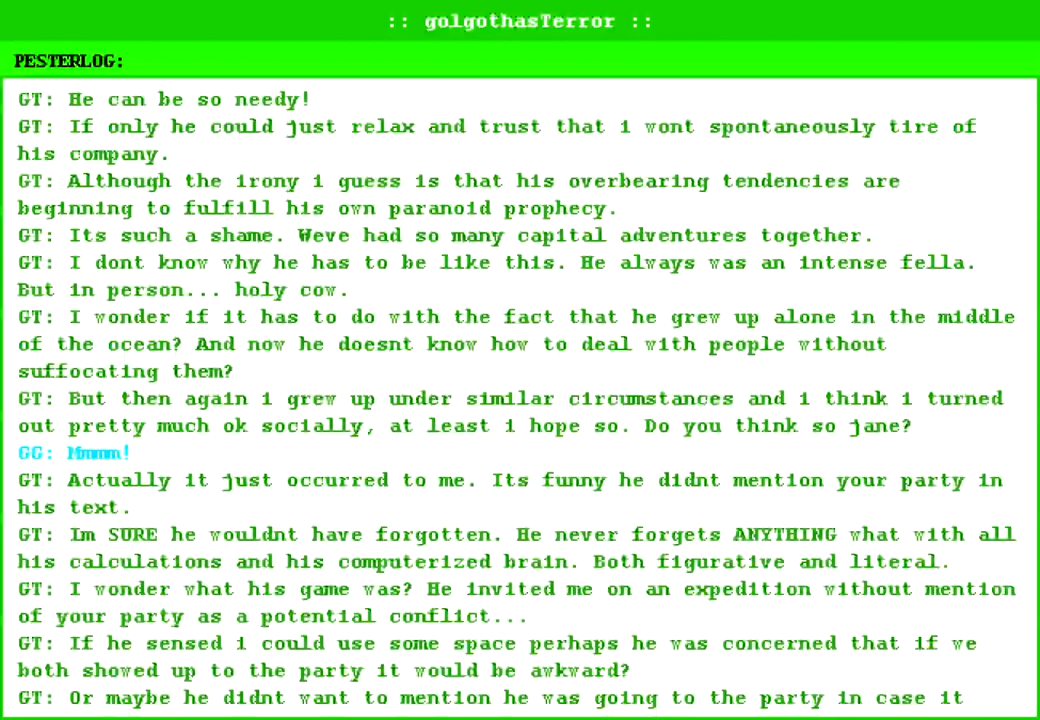 :: golgothasTerror ::
PESTERLOG:
GT: He can be so needy!
GT: If only he could just relax and trust that i wont spontaneously tire of
his company.
GT: Although the irony i guess is that his overbearing tendencies are
beginning to fulfill his own paranoid prophecy.
GT: Its such a shame. Weve had so many capital adventures together.
GT: I dont know why he has to be like this. He always was an intense fella.
But in person... holy cow.
GT: I wonder if it has to do with the fact that he grew up alone in the middle
of the ocean? And now he doesnt know how to deal with people without
suffocating them?
GT: But then again i grew up under similar circumstances and i think i turned
out pretty much ok socially, at least i hope so. Do you think so jane?
GG: Mmmm!
GT: Actually it just occurred to me. Its funny he didnt mention your party in
his text.
GT: Im SURE he wouldnt have forgotten. He never forgets ANYTHING what with all
his calculations and his computerized brain. Both figurative and literal.
GT: I wonder what his game was? He invited me on an expedition without mention
of your party as a potential conflict...
GT: If he sensed i could use some space perhaps he was concerned that if we
both showed up to the party it would be awkward?
GT: Or maybe he didnt want to mention he was going to the party in case it